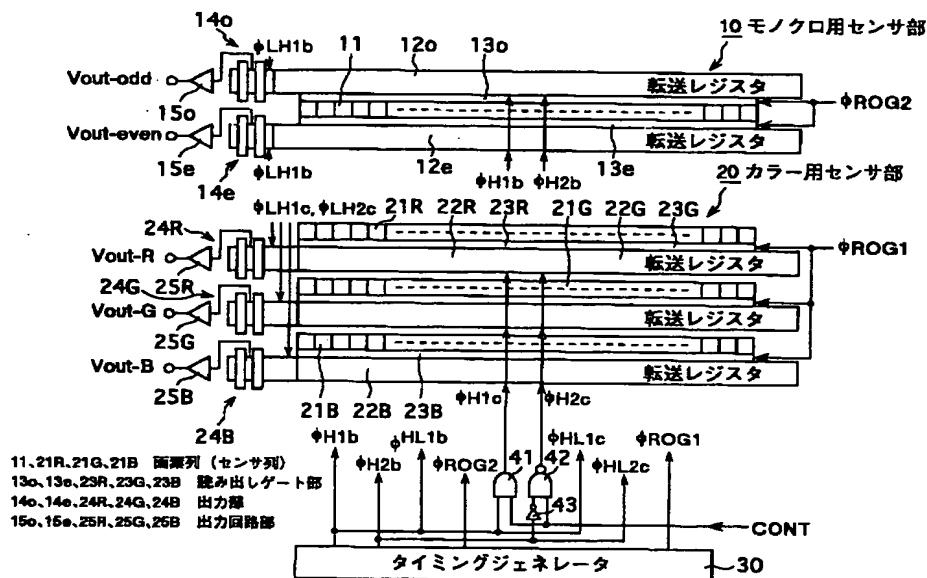 14o
φLH1b
11
12o
13o
10 モノクロ用センサ部
Vout-odd
転送レジスタ
15o
φROG2
Vout-even
転送レジスタ
15e
14e
φLH1b
12e
φH1b
φH2b
13e
20 カラー用センサ部
φLH1c, φLH2c
21R
22R
23R
21G
22G
23G
24R
Vout-R
φROG1
転送レジスタ
24G
25R
Vout-G
転送レジスタ
25G
Vout-B
転送レジスタ
25B
24B
21B
22B
23B
φH1c
φH2c
φH1b
φHL1b
φHL1c
φROG1
φH2b
φROG2
41
42
φHL2c
43
11、21R、21G、21B 画素列（センサ列）
13o、13e、23R、23G、23B 読み出しゲート部
14o、14e、24R、24G、24B 出力部
15o、15e、25R、25G、25B 出力回路部
CONT
タイミングジェネレータ
30